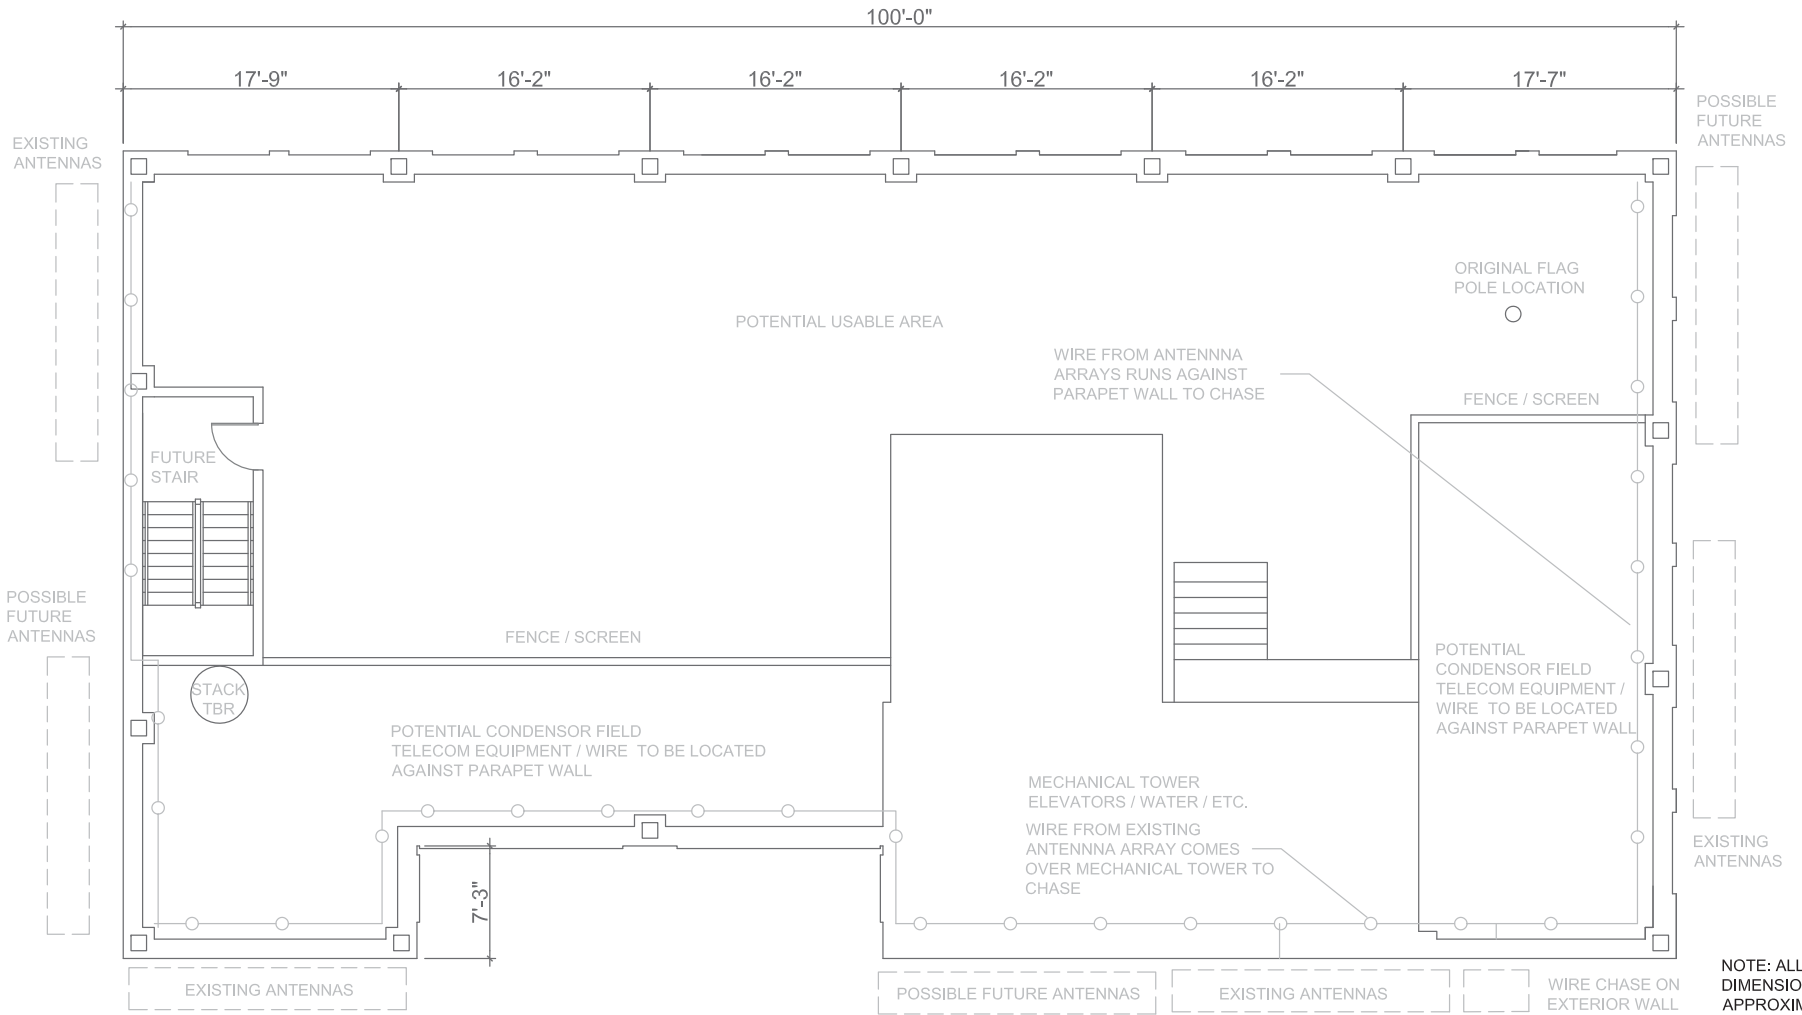 100'-0"
17'-9"
16'-2"
16'-2"
16'-2"
16'-2"
17'-7"
EXISTING
ANTENNAS
POSSIBLE
FUTURE
ANTENNAS
ORIGINAL FLAG
POLE LOCATION
POTENTIAL USABLE AREA
WIRE FROM ANTENNNA
ARRAYS RUNS AGAINST
PARAPET WALL TO CHASE
FENCE / SCREEN
FUTURE
STAIR
POSSIBLE
FUTURE
ANTENNAS
FENCE / SCREEN
STACK
TBR
POTENTIAL
CONDENSOR FIELD
TELECOM EQUIPMENT /
WIRE TO BE LOCATED
AGAINST PARAPET WALL
POTENTIAL CONDENSOR FIELD
TELECOM EQUIPMENT / WIRE TO BE LOCATED
AGAINST PARAPET WALL
MECHANICAL TOWER
ELEVATORS / WATER / ETC.
WIRE FROM EXISTING
ANTENNNA ARRAY COMES
OVER MECHANICAL TOWER TO
CHASE
EXISTING
ANTENNAS
7'-3"
EXISTING ANTENNAS
POSSIBLE FUTURE ANTENNAS
EXISTING ANTENNAS
WIRE CHASE ON
EXTERIOR WALL
NOTE: ALL
DIMENSIO
APPROXIM